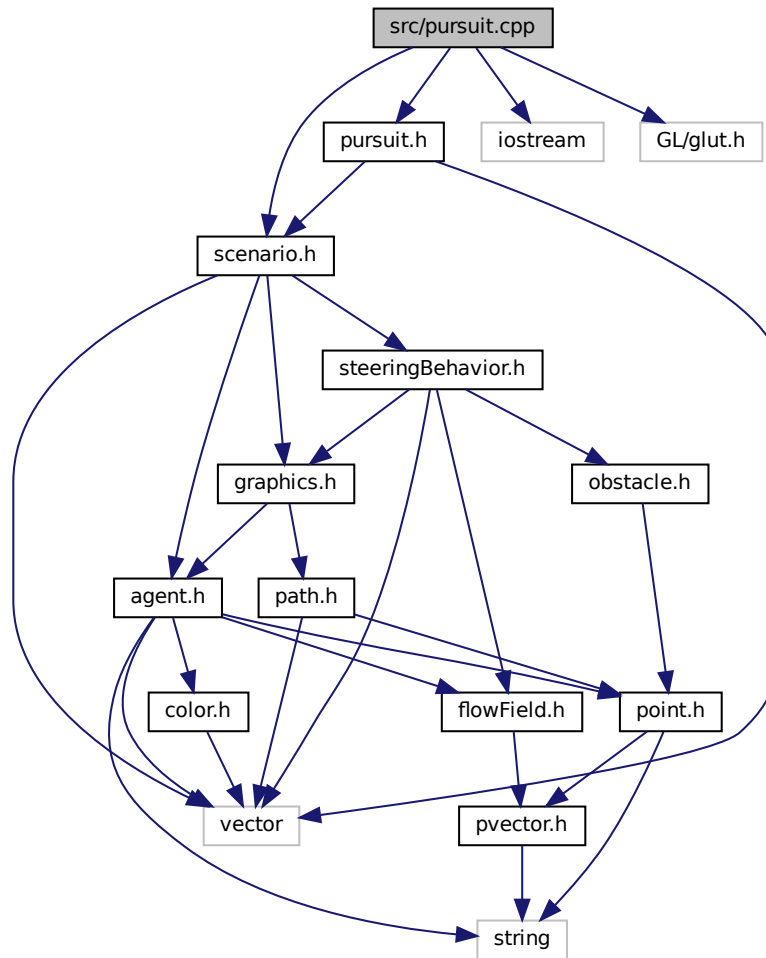 src/pursuit.cpp
pursuit.h
iostream
GL/glut.h
scenario.h
steeringBehavior.h
graphics.h
obstacle.h
agent.h
path.h
color.h
flowField.h
point.h
vector
pvector.h
string